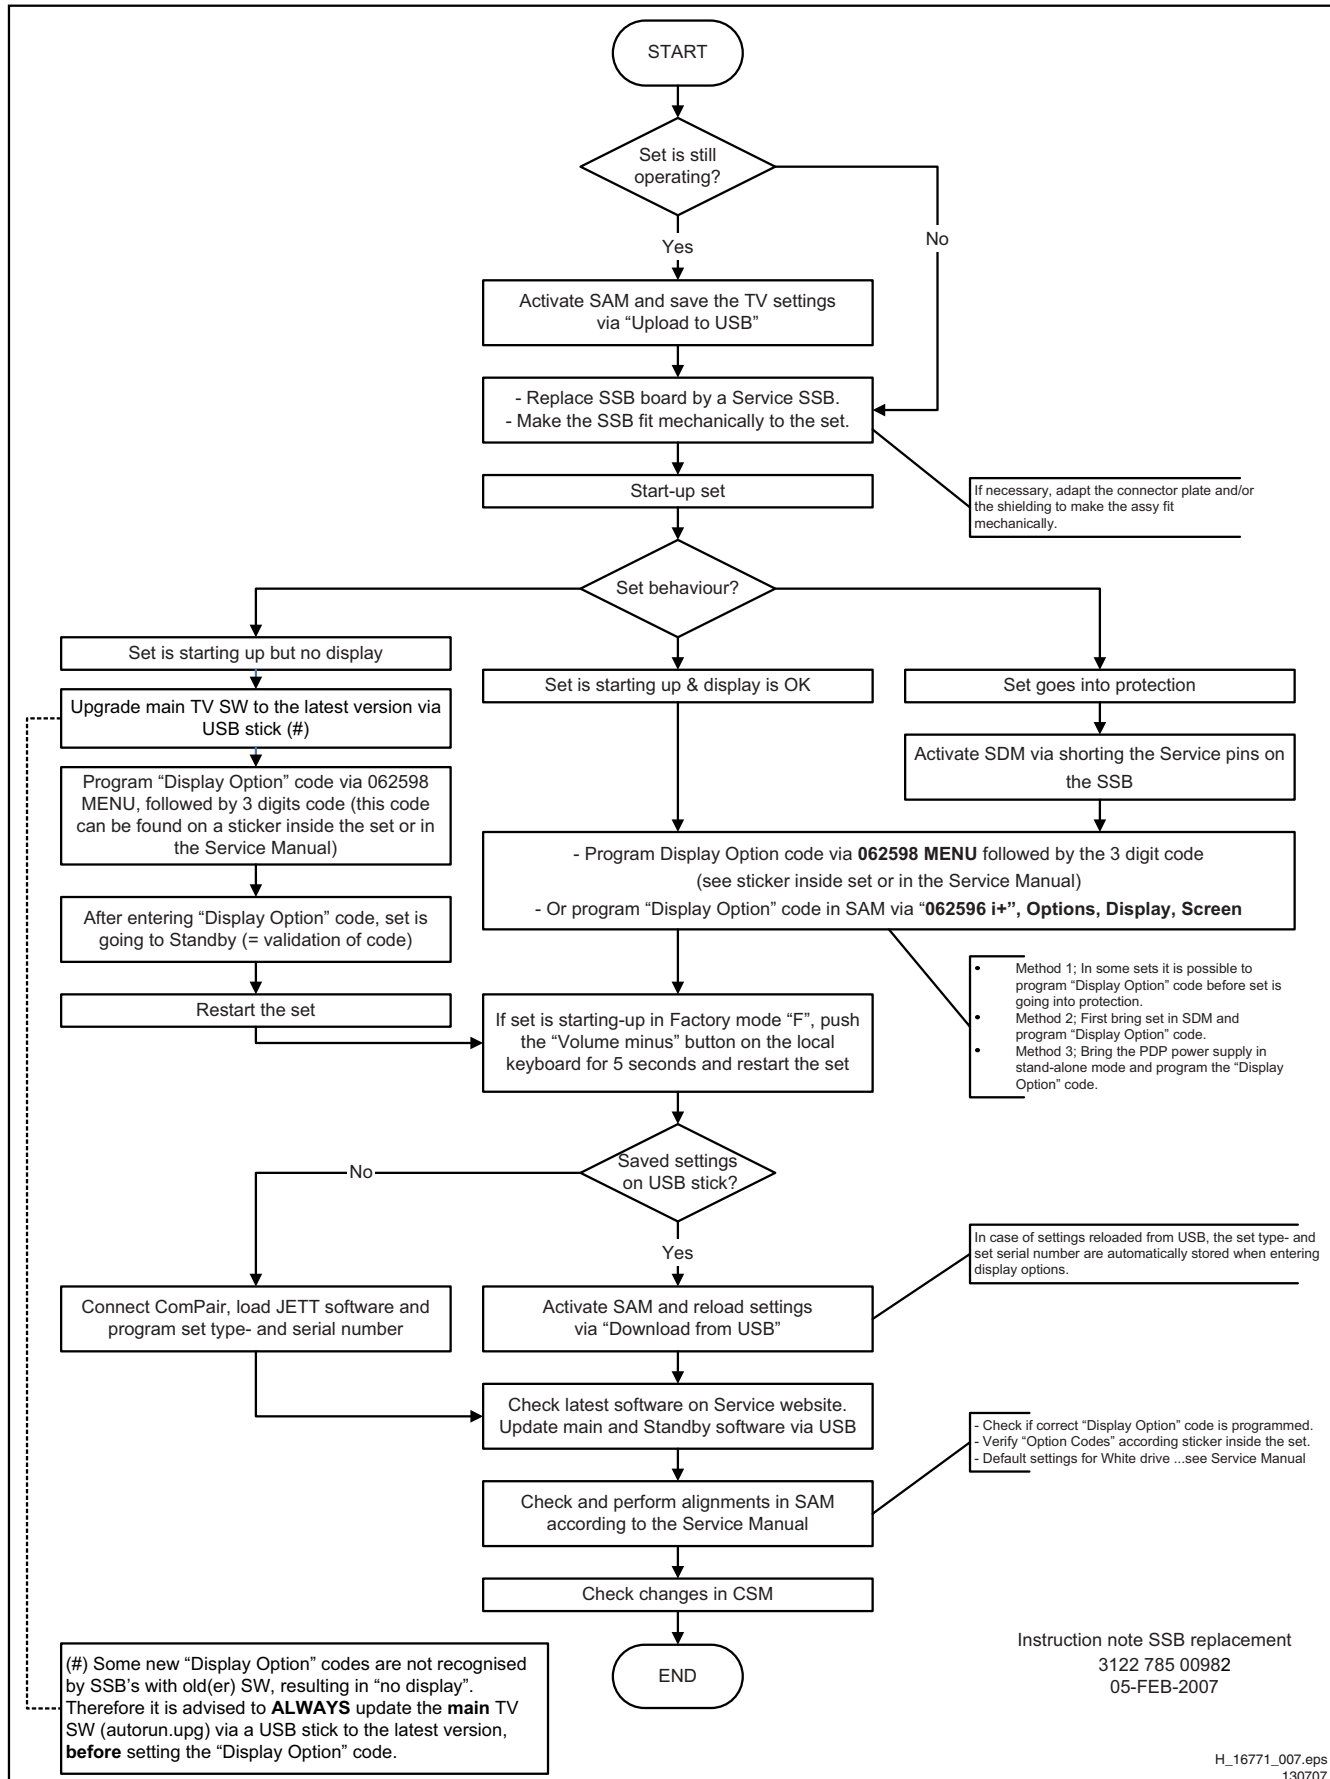 START
Set is still
operating?
No
Yes
Activate SAM and save the TV settings
via “Upload to USB”
- Replace SSB board by a Service SSB.
- Make the SSB fit mechanically to the set.
If necessary, adapt the connector plate and/or
the shielding to make the assy fit
mechanically.
Start-up set
Set behaviour?
Set is starting up but no display
Set is starting up & display is OK
Set goes into protection
Upgrade main TV SW to the latest version via
USB stick (#)
Activate SDM via shorting the Service pins on
the SSB
Program “Display Option” code via 062598
MENU, followed by 3 digits code (this code
can be found on a sticker inside the set or in
the Service Manual)
- Program Display Option code via 062598 MENU followed by the 3 digit code
(see sticker inside set or in the Service Manual)
- Or program “Display Option” code in SAM via “062596 i+”, Options, Display, Screen
After entering “Display Option” code, set is
going to Standby (= validation of code)
• Method 1; In some sets it is possible to
program “Display Option” code before set is
going into protection.
• Method 2; First bring set in SDM and
program “Display Option” code.
• Method 3; Bring the PDP power supply in
stand-alone mode and program the “Display
Option” code.
Restart the set
If set is starting-up in Factory mode “F”, push
the “Volume minus” button on the local
keyboard for 5 seconds and restart the set
Saved settings
on USB stick?
No
Yes
In case of settings reloaded from USB, the set type- and
set serial number are automatically stored when entering
display options.
Connect ComPair, load JETT software and
program set type- and serial number
Activate SAM and reload settings
via “Download from USB”
Check latest software on Service website.
Update main and Standby software via USB
- Check if correct “Display Option” code is programmed.
- Verify “Option Codes” according sticker inside the set.
- Default settings for White drive ...see Service Manual
Check and perform alignments in SAM
according to the Service Manual
Check changes in CSM
END
(#) Some new “Display Option” codes are not recognised
by SSB's with old(er) SW, resulting in “no display”.
Therefore it is advised to ALWAYS update the main TV
SW (autorun.upg) via a USB stick to the latest version,
before setting the “Display Option” code.
Instruction note SSB replacement
3122 785 00982
05-FEB-2007
H_16771_007.eps
130707